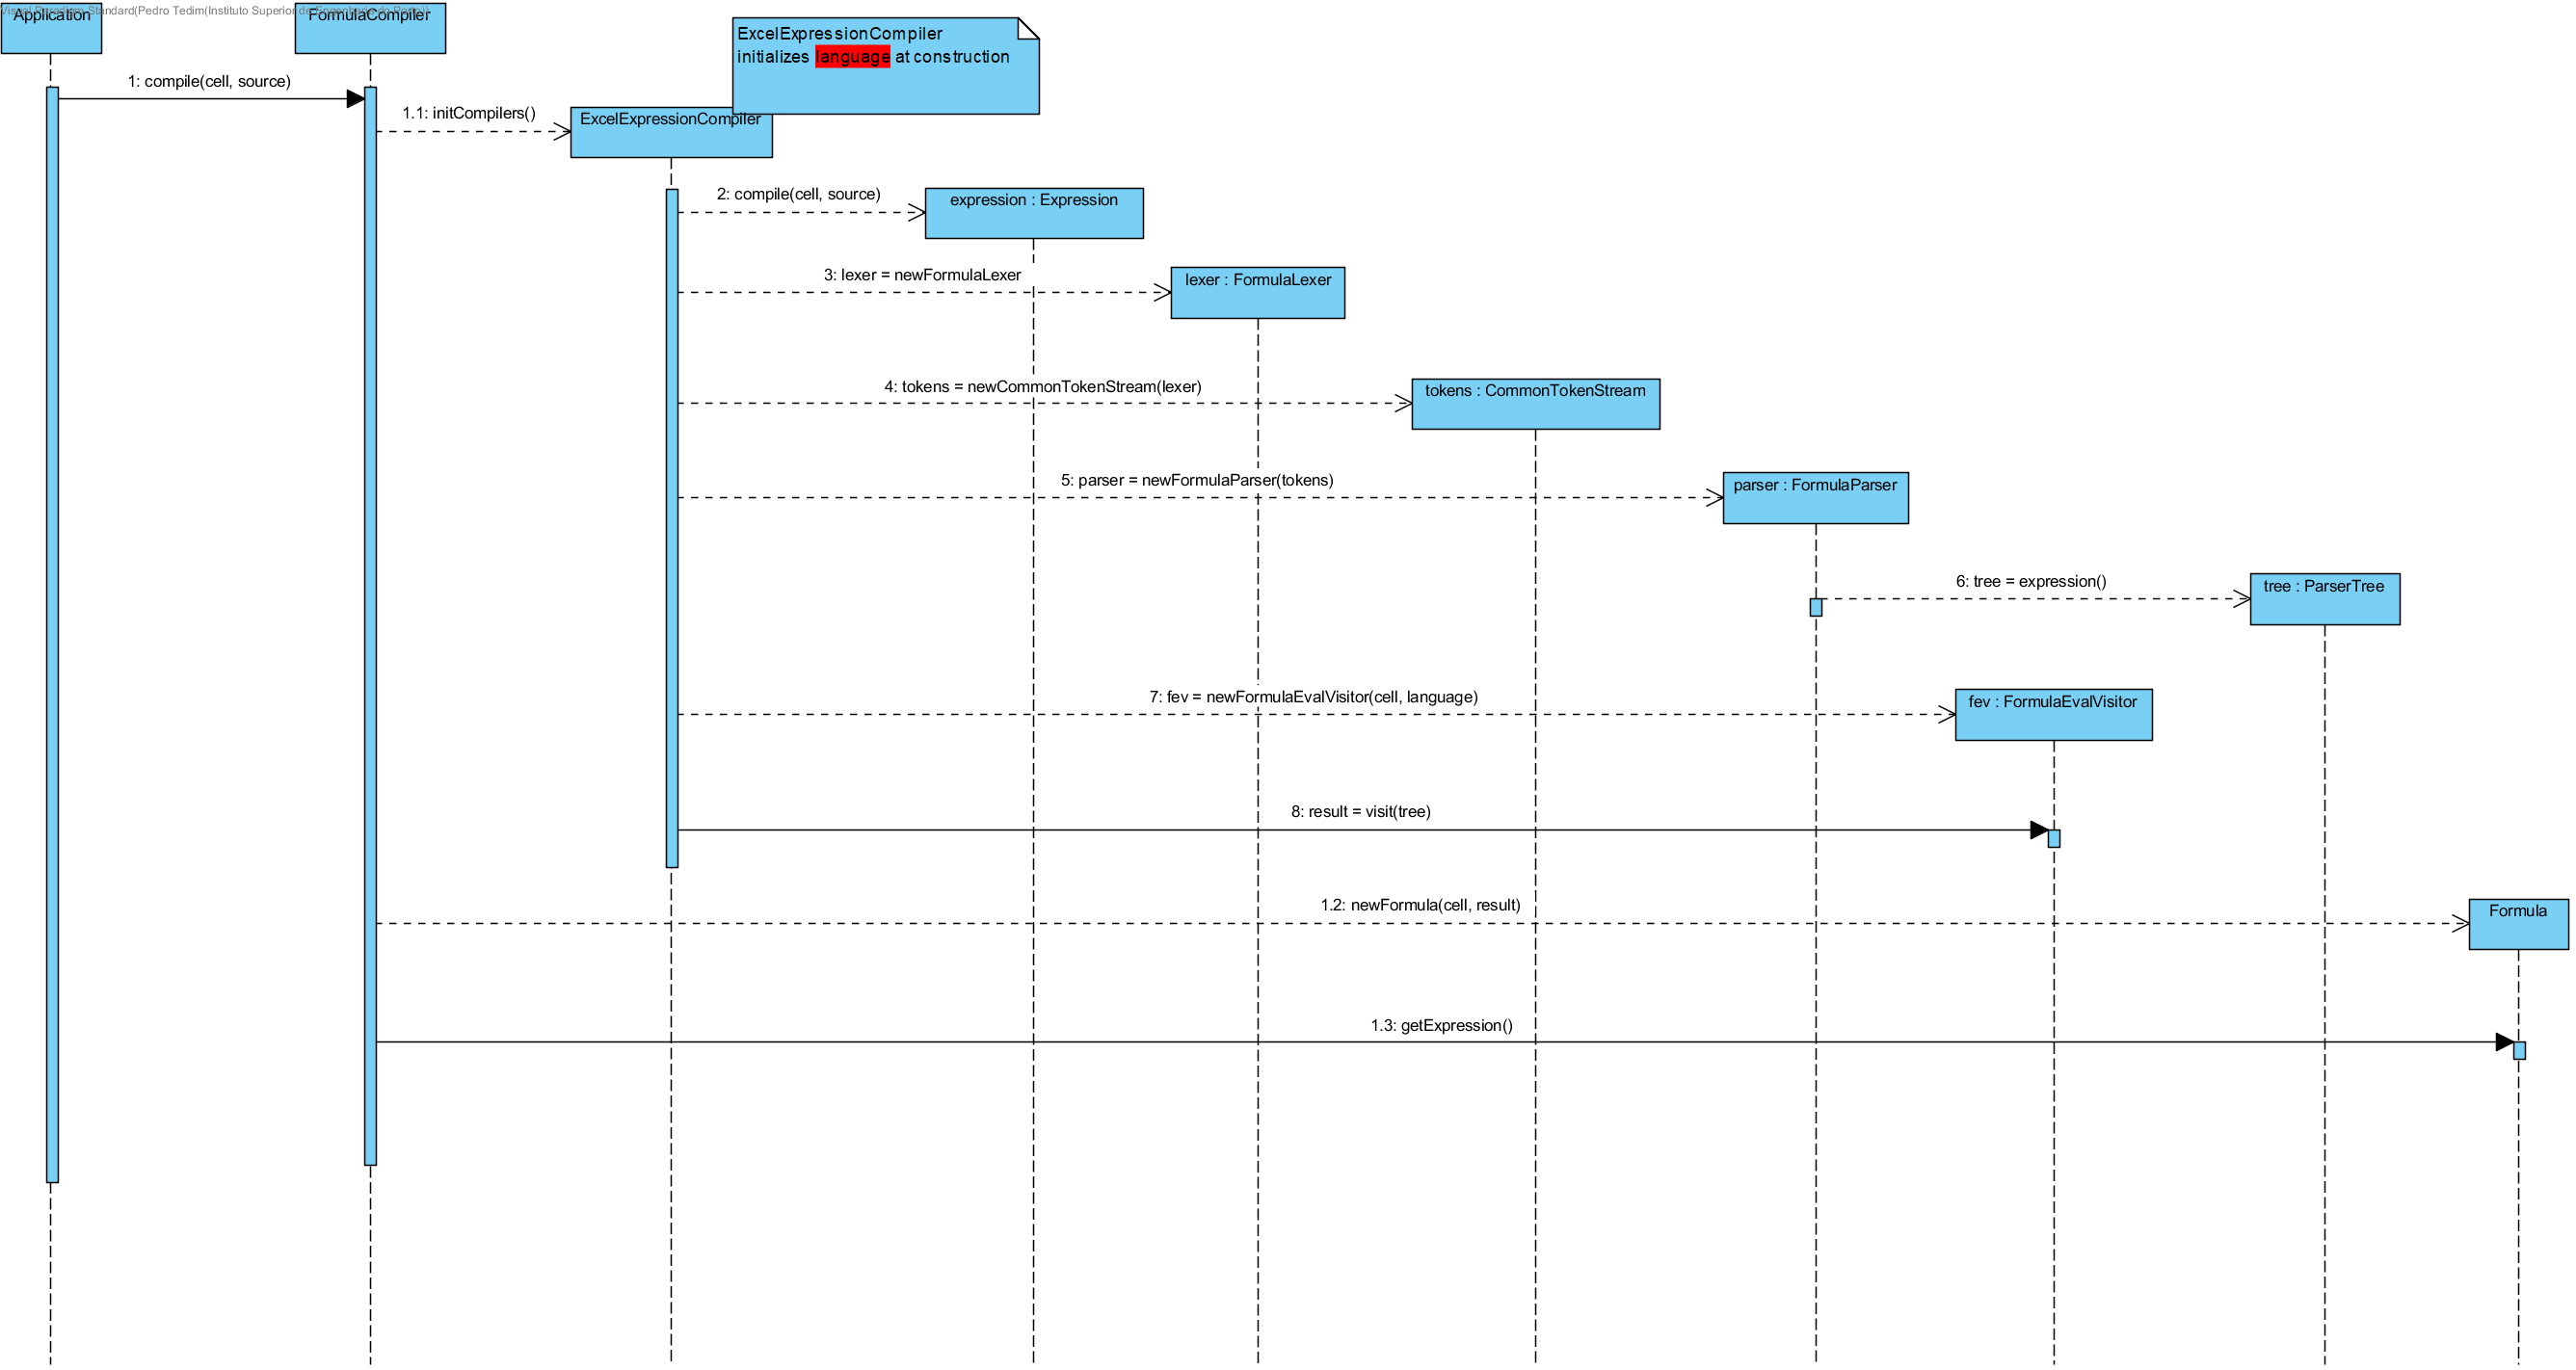 Visual Paradigm Standard(Pedro Tedim(Instituto Superior de Engenharia do Porto))
Application
FormulaCompiler
ExcelExpressionCompiler
initializes language at construction
1: compile(cell, source)
1.1: initCompilers()
ExcelExpressionCompiler
2: compile(cell, source)
expression : Expression
3: lexer = newFormulaLexer
lexer : FormulaLexer
4: tokens = newCommonTokenStream(lexer)
tokens : CommonTokenStream
5: parser = newFormulaParser(tokens)
parser : FormulaParser
6: tree = expression()
tree : ParserTree
7: fev = newFormulaEvalVisitor(cell, language)
fev : FormulaEvalVisitor
8: result = visit(tree)
1.2: newFormula(cell, result)
Formula
1.3: getExpression()